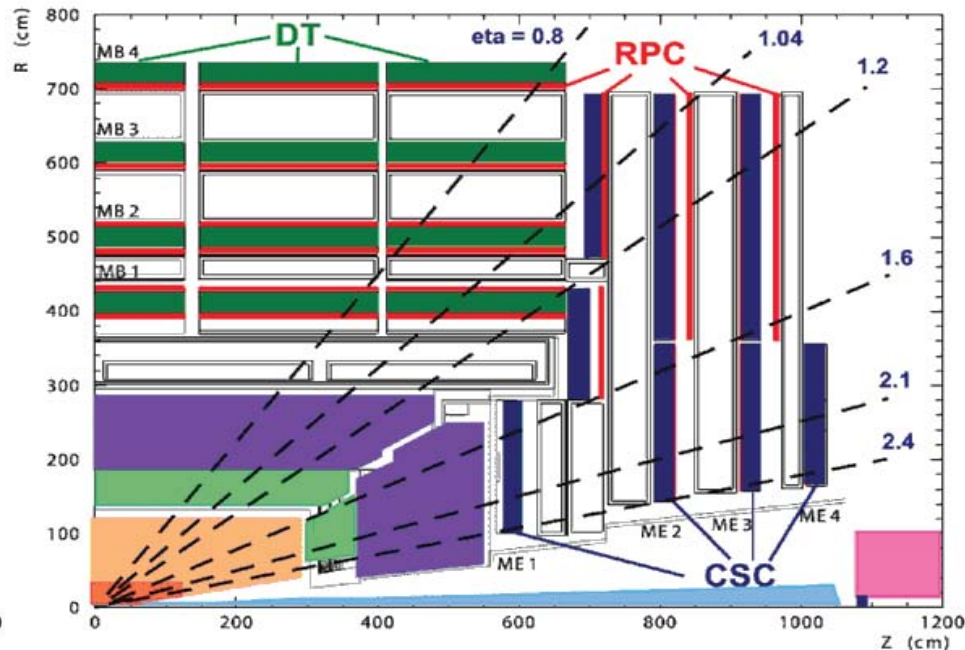 R (cm)
800
700
600
500
400
300
200
100
0
MB 4
MB 3
MB 2
MB 1
DT
eta = 0.8
1.04
1.2
RPC
1.6
2.1
2.4
ME 1
ME 2
ME 3
ME 4
CSC
0
200
400
600
800
1000
1200
Z (cm)
)